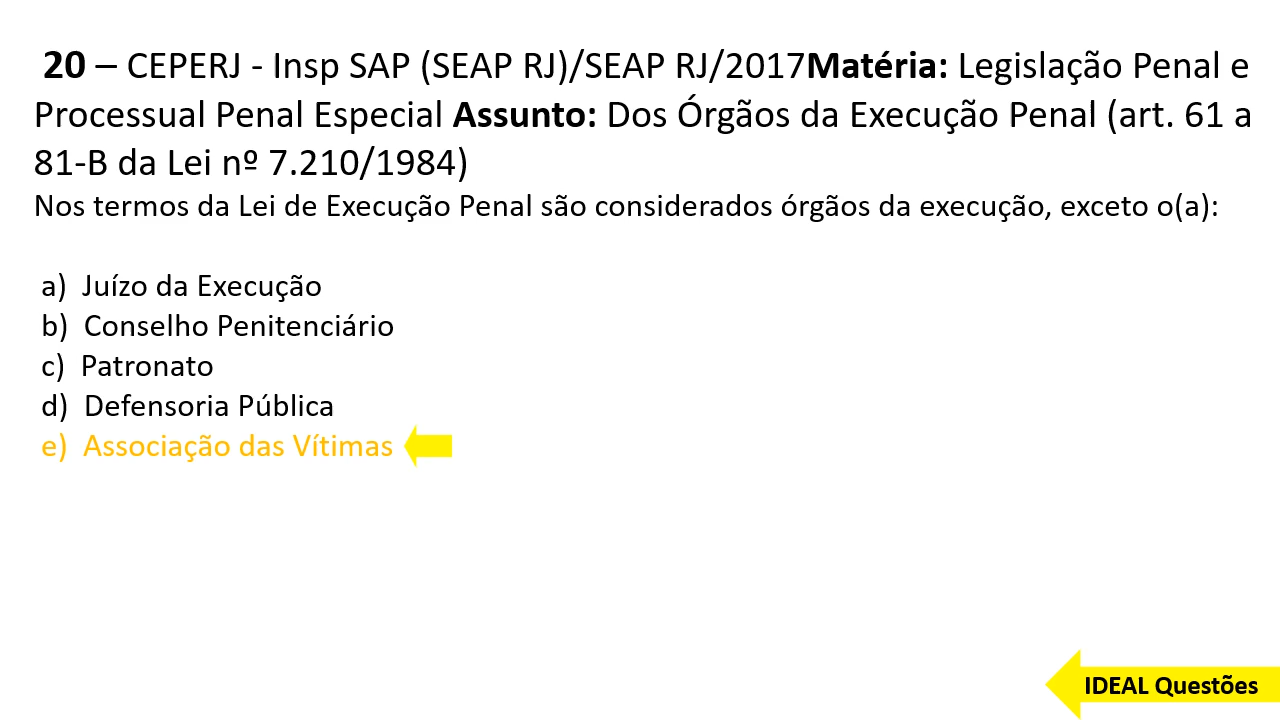 20 – CEPERJ - Insp SAP (SEAP RJ)/SEAP RJ/2017Matéria: Legislação Penal e
Processual Penal Especial Assunto: Dos Órgãos da Execução Penal (art. 61 a
81-B da Lei nº 7.210/1984)
Nos termos da Lei de Execução Penal são considerados órgãos da execução, exceto o(a):
a) Juízo da Execução
b) Conselho Penitenciário
c) Patronato
d) Defensoria Pública
e) Associação das Vítimas
IDEAL Questões